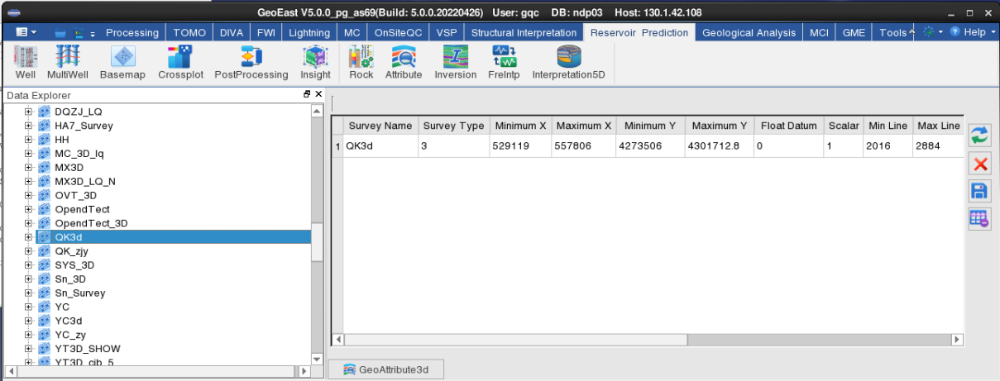 GeoEast V5.0.0_pg_as69(Build: 5.0.0.20220426) User: gqc DB: ndp03 Host: 130.1.42.108
Processing TOMO DIVA FWI Lightning MC OnSiteQC VSP Structural Interpretation Reservoir Prediction Geological Analysis MCI GME Tools Help
Well MultiWell Basemap Crossplot PostProcessing Insight Rock Attribute Inversion FreIntp Interpretation5D
Data Explorer
DQZJ_LQ
HA7_Survey
HH
MC_3D_lq
MX3D
MX3D_LQ_N
OVT_3D
OpendTect
OpendTect_3D
QK3d
QK_zjy
SYS_3D
Sn_3D
Sn_Survey
YC
YC3d
YC_zy
YT3D_SHOW
YT3D_cib_5
Survey Name Survey Type Minimum X Maximum X Minimum Y Maximum Y Float Datum Scalar Min Line Max Line
1 QK3d 3 529119 557806 4273506 4301712.8 0 1 2016 2884
GeoAttribute3d